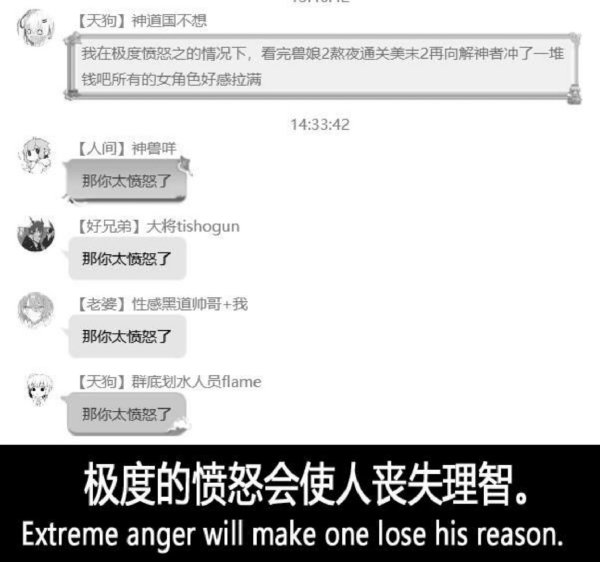 【天狗】神道国不想
我在极度愤怒之的情况下，看完兽娘2熬夜通关美末2再向解神者冲了一堆
钱吧所有的女角色好感拉满
14:33:42
【人间】神兽咩
那你太愤怒了
【好兄弟】大将tishogun
那你太愤怒了
【老婆】性感黑道帅哥+我
那你太愤怒了
【天狗】群底划水人员flame
那你太愤怒了
极度的愤怒会使人丧失理智。
Extreme anger will make one lose his reason.